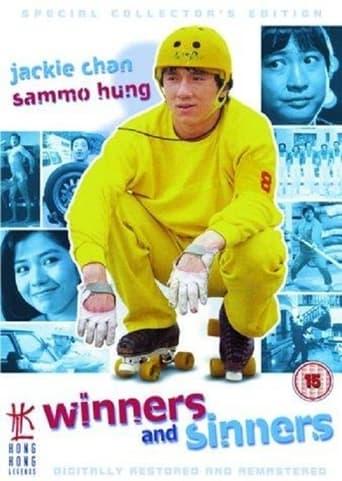 SPECIAL COLLECTOR'S EDITION
jackie chan
sammo hung
8
15
HK
HONG
KONG
LEGENDS
winners
and sinners
DIGITALLY RESTORED AND REMASTERED